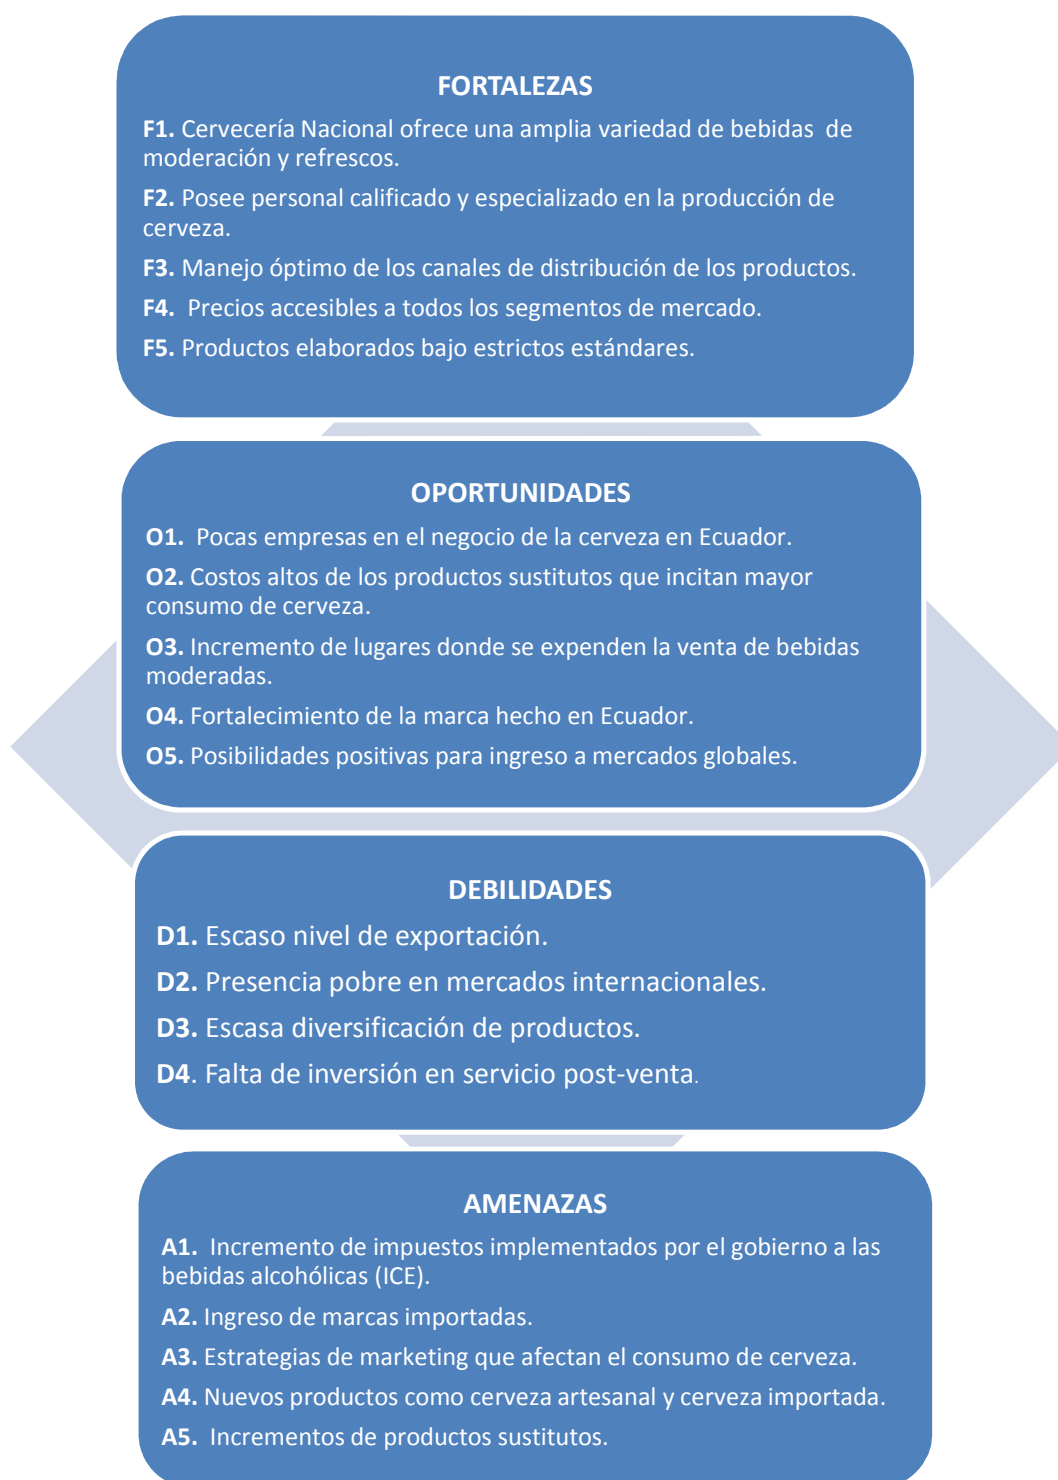 FORTALEZAS
F1. Cervecería Nacional ofrece una amplia variedad de bebidas  de
moderación y refrescos.
F2. Posee personal calificado y especializado en la producción de
cerveza.
F3. Manejo óptimo de los canales de distribución de los productos.
F4.  Precios accesibles a todos los segmentos de mercado.
F5. Productos elaborados bajo estrictos estándares.
OPORTUNIDADES
O1.  Pocas empresas en el negocio de la cerveza en Ecuador.
O2. Costos altos de los productos sustitutos que incitan mayor
consumo de cerveza.
O3. Incremento de lugares donde se expenden la venta de bebidas
moderadas.
O4. Fortalecimiento de la marca hecho en Ecuador.
O5. Posibilidades positivas para ingreso a mercados globales.
DEBILIDADES
D1. Escaso nivel de exportación.
D2. Presencia pobre en mercados internacionales.
D3. Escasa diversificación de productos.
D4. Falta de inversión en servicio post-venta.
AMENAZAS
A1.  Incremento de impuestos implementados por el gobierno a las
bebidas alcohólicas (ICE).
A2. Ingreso de marcas importadas.
A3. Estrategias de marketing que afectan el consumo de cerveza.
A4. Nuevos productos como cerveza artesanal y cerveza importada.
A5.  Incrementos de productos sustitutos.